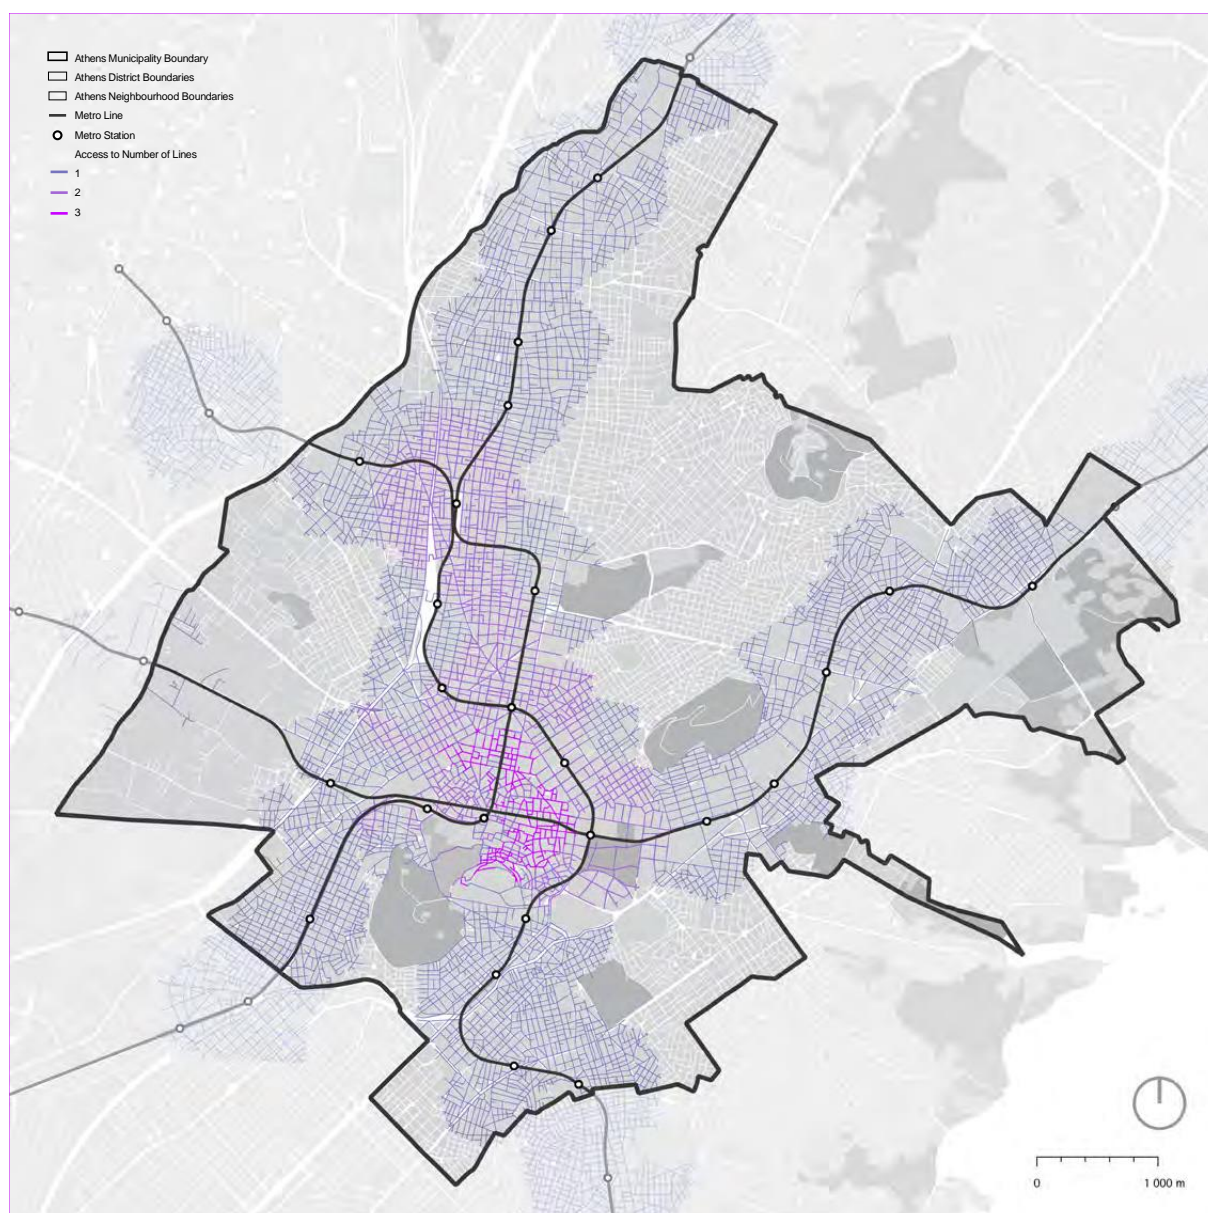 Athens Municipality Boundary
Athens District Boundaries
Athens Neighbourhood Boundaries
Metro Line
Metro Station
Access to Number of Lines
1
2
3
0 1 000 m